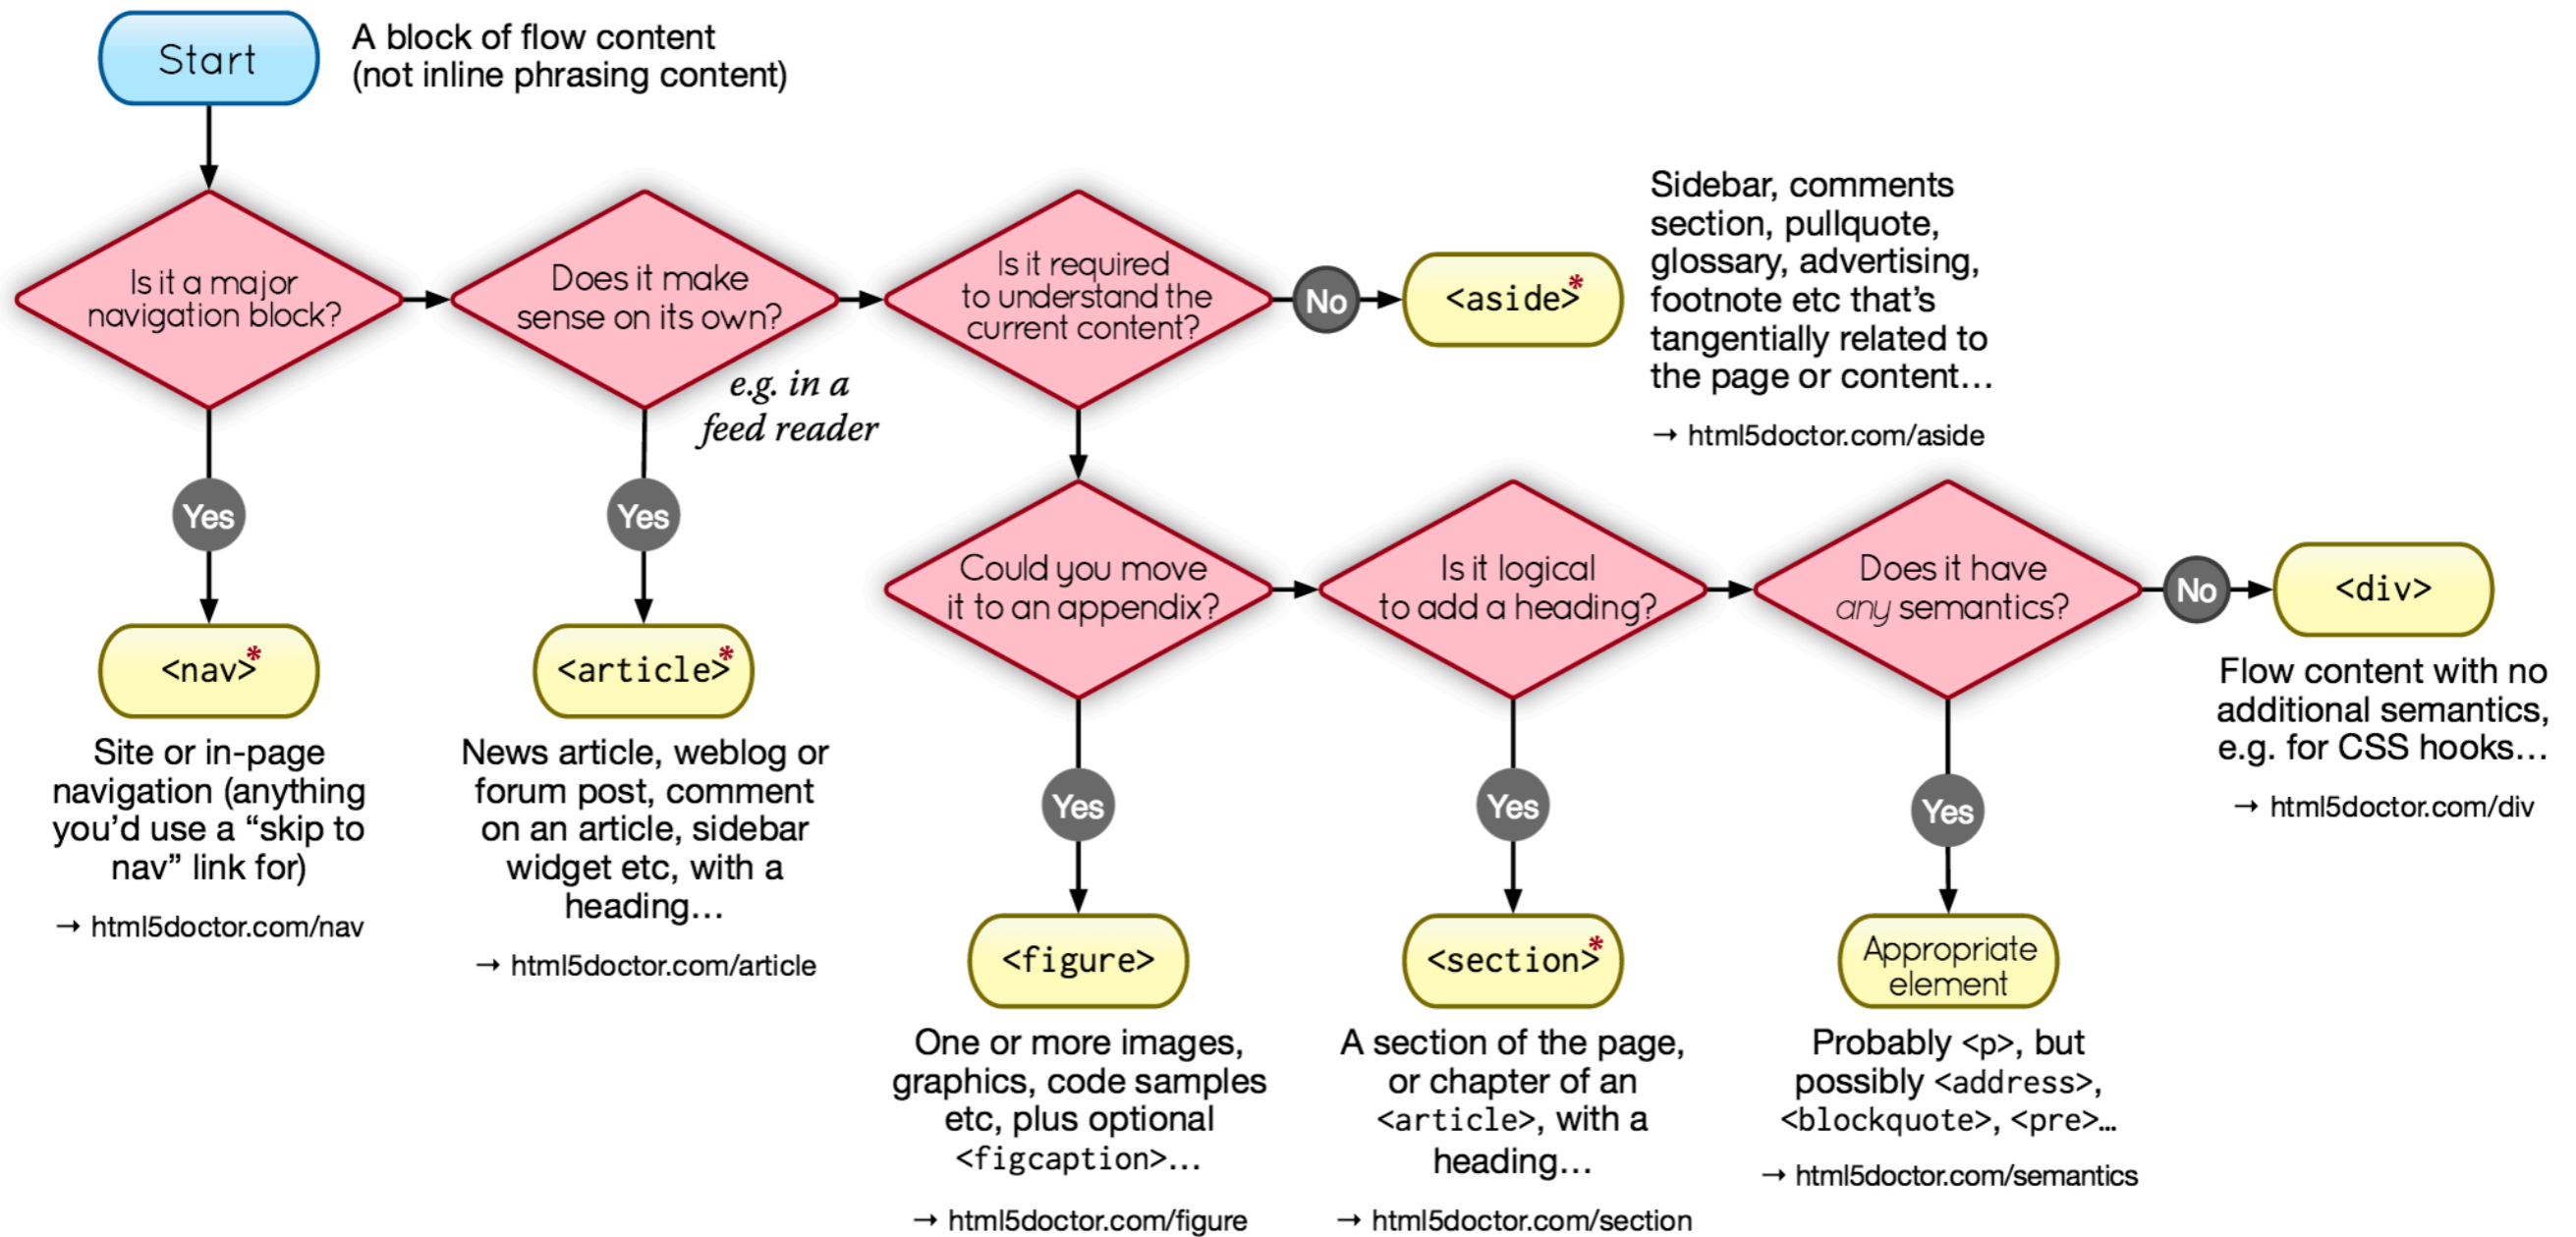 Start
A block of flow content
(not inline phrasing content)
Is it a major
navigation block?
Does it make
sense on its own?
e.g. in a
feed reader
Is it required
to understand the
current content?
No
<aside>*
Sidebar, comments
section, pullquote,
glossary, advertising,
footnote etc that’s
tangentially related to
the page or content…
→ html5doctor.com/aside
Yes
<nav>*
Site or in-page
navigation (anything
you’d use a “skip to
nav” link for)
→ html5doctor.com/nav
Yes
<article>*
News article, weblog or
forum post, comment
on an article, sidebar
widget etc, with a
heading…
→ html5doctor.com/article
Could you move
it to an appendix?
Yes
<figure>
One or more images,
graphics, code samples
etc, plus optional
<figcaption>…
→ html5doctor.com/figure
Is it logical
to add a heading?
Yes
<section>*
A section of the page,
or chapter of an
<article>, with a
heading…
→ html5doctor.com/section
Does it have
any semantics?
Yes
Appropriate
element
Probably <p>, but
possibly <address>,
<blockquote>, <pre>…
→ html5doctor.com/semantics
No
<div>
Flow content with no
additional semantics,
e.g. for CSS hooks…
→ html5doctor.com/div